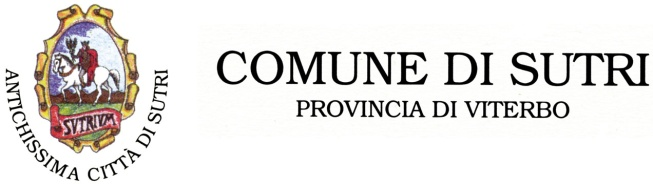 SVTRIVM
ANTICHISSIMA CITTÀ DI SUTRI
COMUNE DI SUTRI
PROVINCIA DI VITERBO